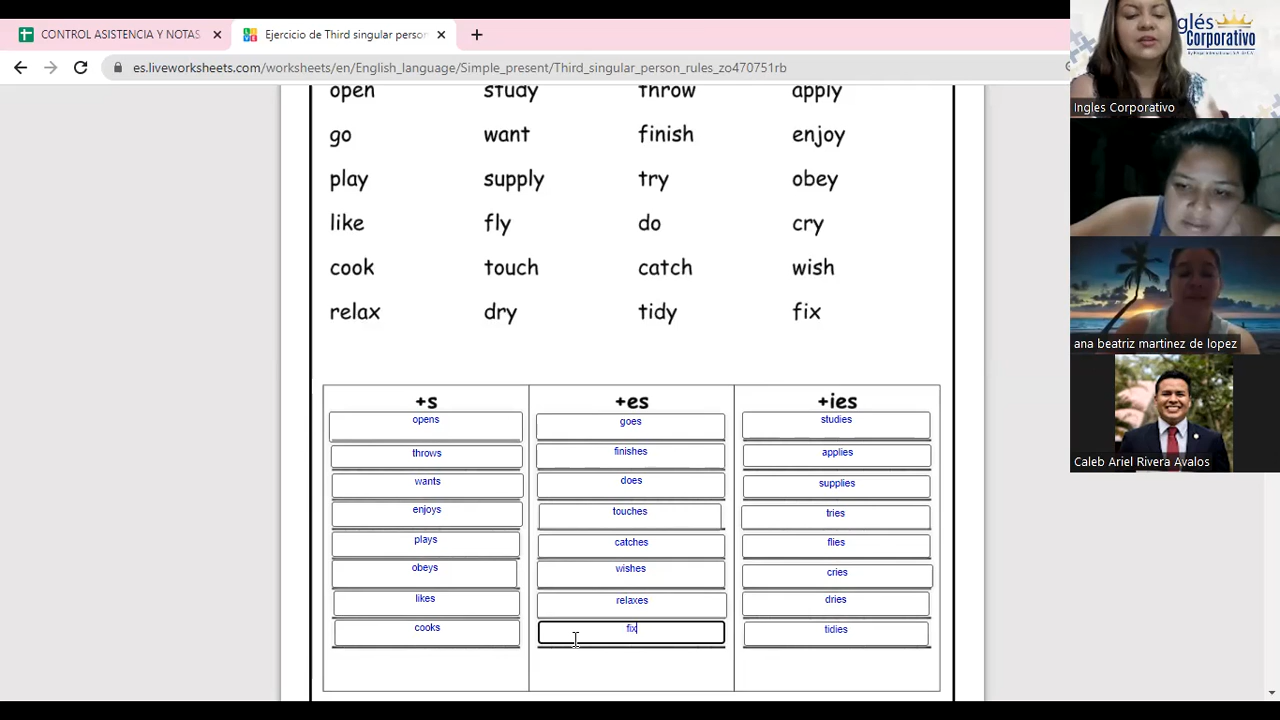 CONTROL ASISTENCIA Y NOTAS
Ejercicio de Third singular person
es.liveworksheets.com/worksheets/en/English_language/Simple_present/Third_singular_person_rules_zo470751rb
glés
Corporativo
Ingles Corporativo
ana beatriz martinez de lopez
Caleb Ariel Rivera Avalos
open study throw apply
go want finish enjoy
play supply try obey
like fly do cry
cook touch catch wish
relax dry tidy fix
+s +es +ies
opens goes studies
throws finishes applies
wants does supplies
enjoys touches tries
plays catches flies
obeys wishes cries
likes relaxes dries
cooks fix tidies